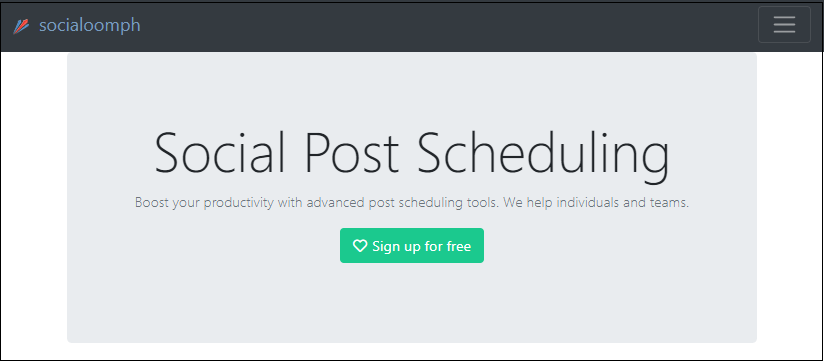 socialoomph
Social Post Scheduling
Boost your productivity with advanced post scheduling tools. We help individuals and teams.
Sign up for free